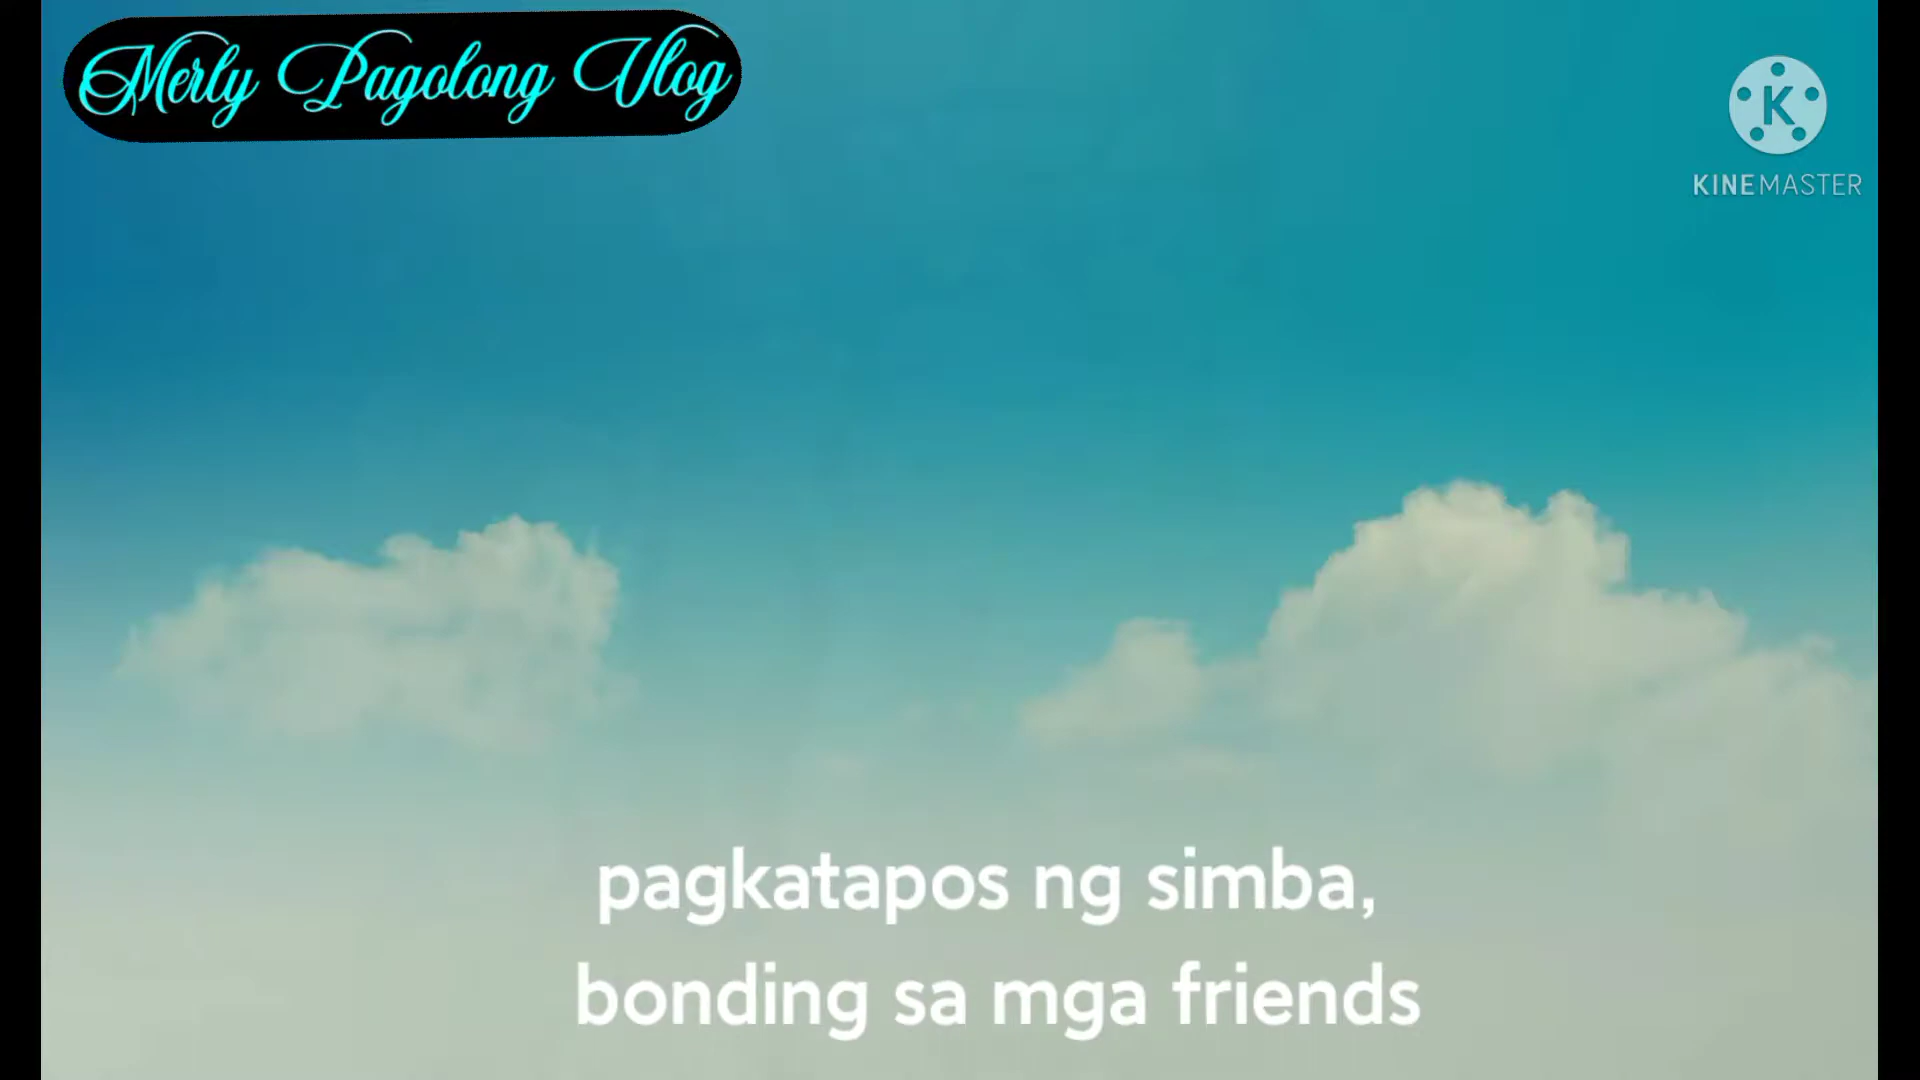 Merly Pagolong Vlog
K
KINEMASTER
pagkatapos ng simba,
bonding sa mga friends